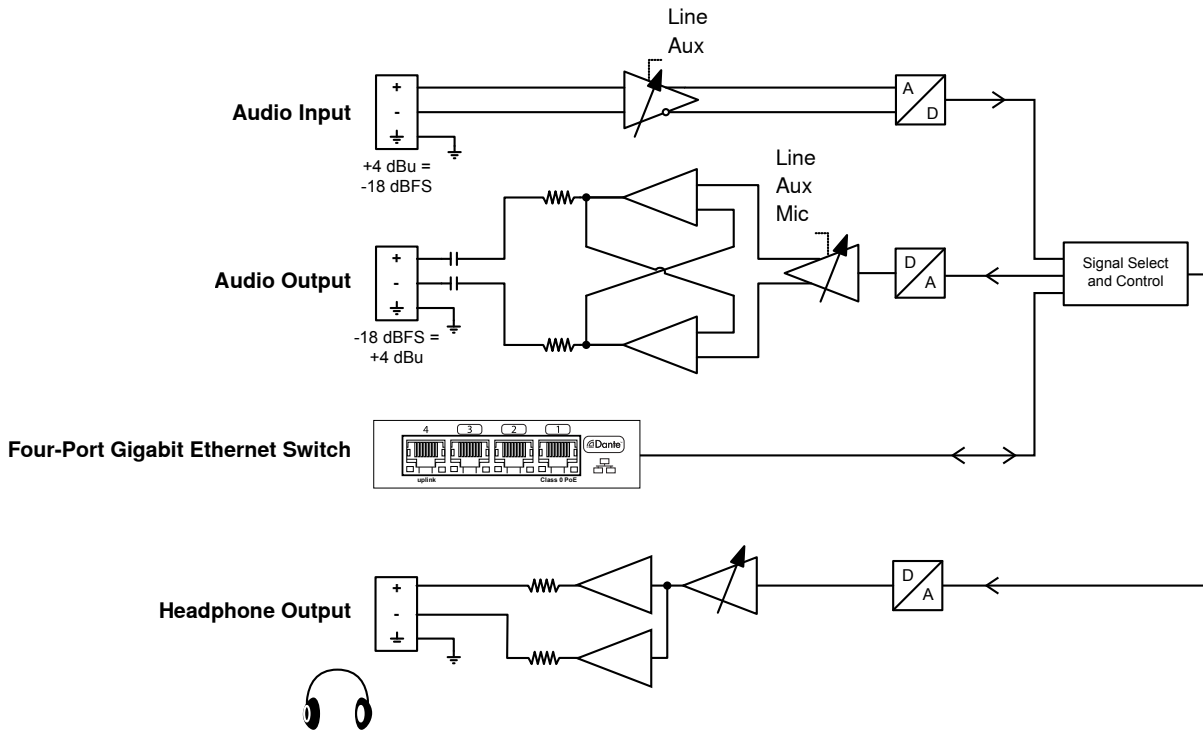 Line
Aux
Audio Input
+
-
+4 dBu =
-18 dBFS
A
D
Line
Aux
Mic
Audio Output
+
-
-18 dBFS =
+4 dBu
D
A
Signal Select
and Control
Four-Port Gigabit Ethernet Switch
4 3 2 1
Dante
uplink
Class 0 PoE
Headphone Output
+
-
D
A